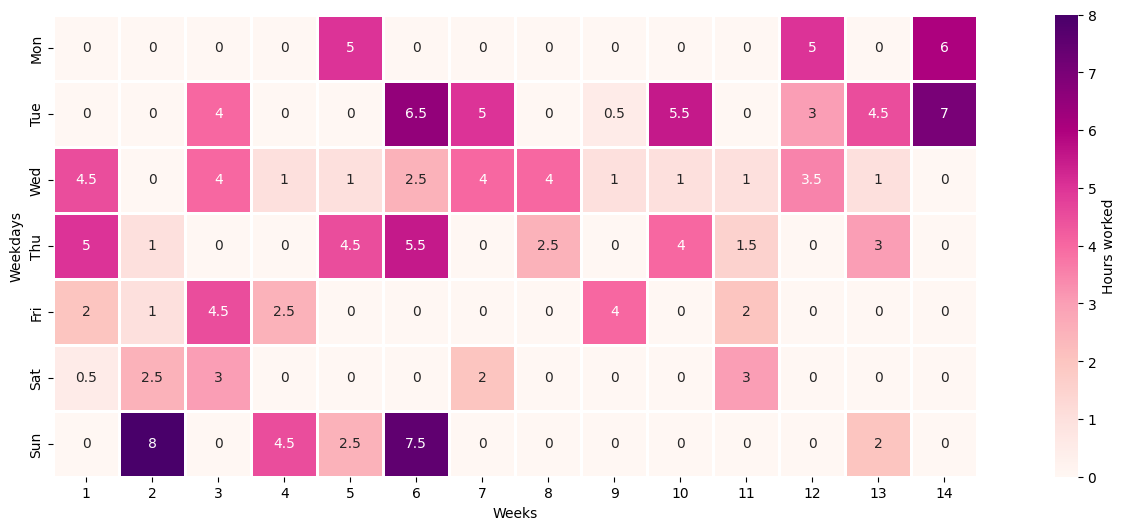 Mon 0 0 0 0 5 0 0 0 0 0 0 5 0 6
Tue 0 0 4 0 0 6.5 5 0 0.5 5.5 0 3 4.5 7
Wed 4.5 0 4 1 1 2.5 4 4 1 1 1 3.5 1 0
Thu 5 1 0 0 4.5 5.5 0 2.5 0 4 1.5 0 3 0
Fri 2 1 4.5 2.5 0 0 0 0 4 0 2 0 0 0
Sat 0.5 2.5 3 0 0 0 2 0 0 0 3 0 0 0
Sun 0 8 0 4.5 2.5 7.5 0 0 0 0 0 0 2 0
1 2 3 4 5 6 7 8 9 10 11 12 13 14
Weeks
Weekdays
8
7
6
5
4
3
2
1
0
Hours worked